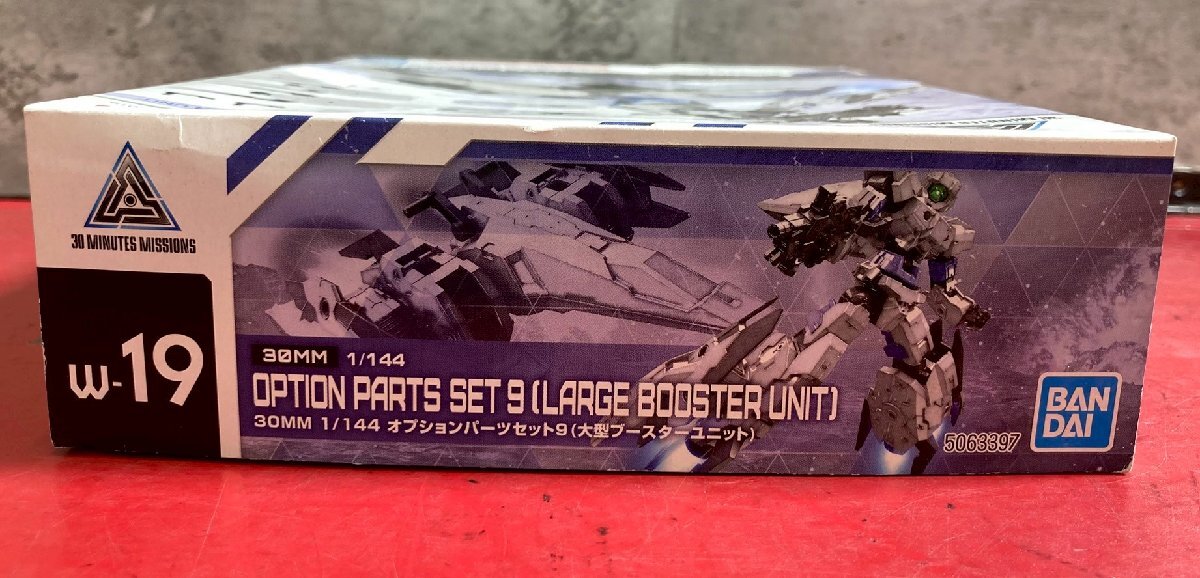 30 MINUTES MISSIONS
W-19
30MM 1/144
OPTION PARTS SET 9 (LARGE BOOSTER UNIT)
30MM 1/144 オプションパーツセット9(大型ブースターユニット)
5063397
BAN
DAI